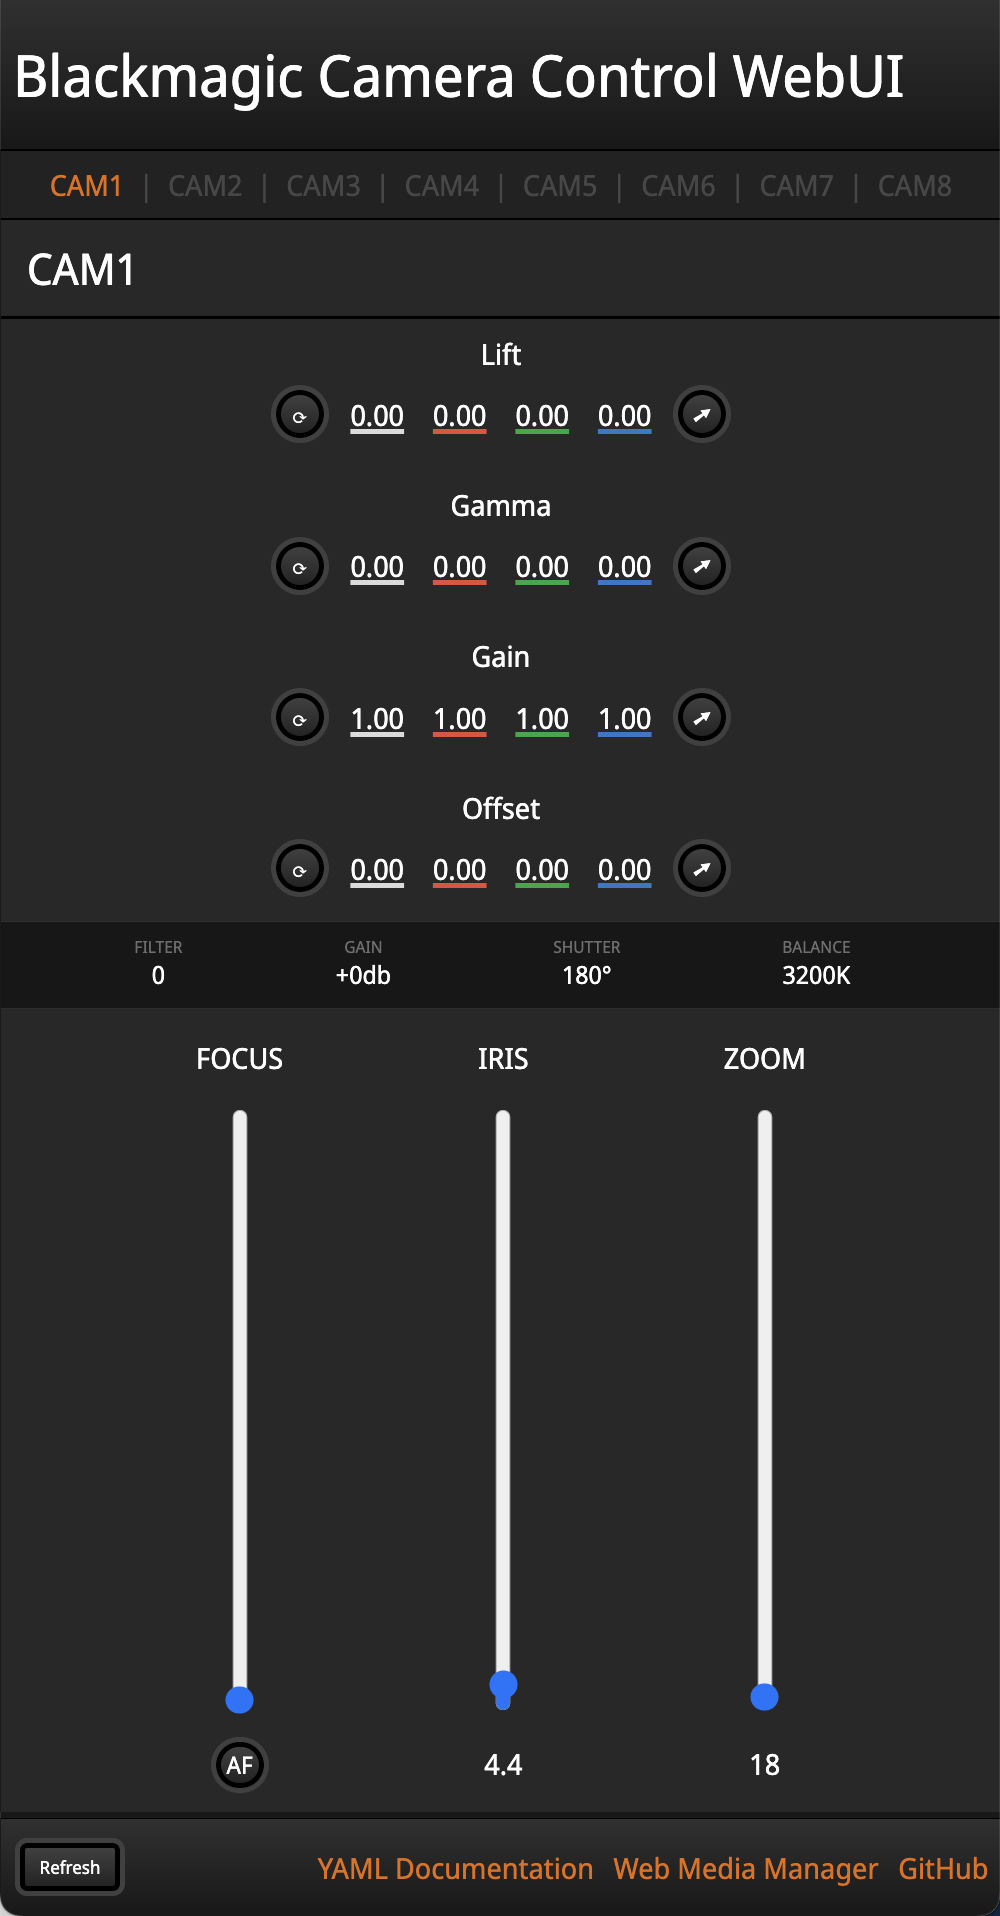 Blackmagic Camera Control WebUI
CAM1 | CAM2 | CAM3 | CAM4 | CAM5 | CAM6 | CAM7 | CAM8
CAM1
Lift
⟳ 0.00 0.00 0.00 0.00
Gamma
⟳ 0.00 0.00 0.00 0.00
Gain
⟳ 1.00 1.00 1.00 1.00
Offset
⟳ 0.00 0.00 0.00 0.00
FILTER GAIN SHUTTER BALANCE
0 +0db 180° 3200K
FOCUS IRIS ZOOM
AF 4.4 18
Refresh YAML Documentation Web Media Manager GitHub